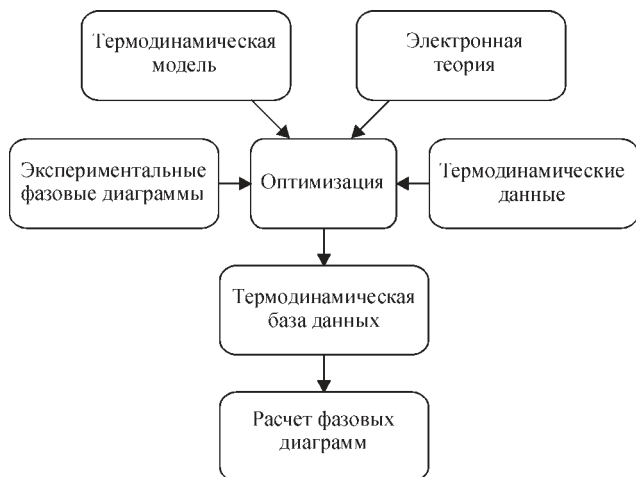 Термодинамическая
модель
Электронная
теория
Экспериментальные
фазовые диаграммы
Оптимизация
Термодинамические
данные
Термодинамическая
база данных
Расчет фазовых
диаграмм